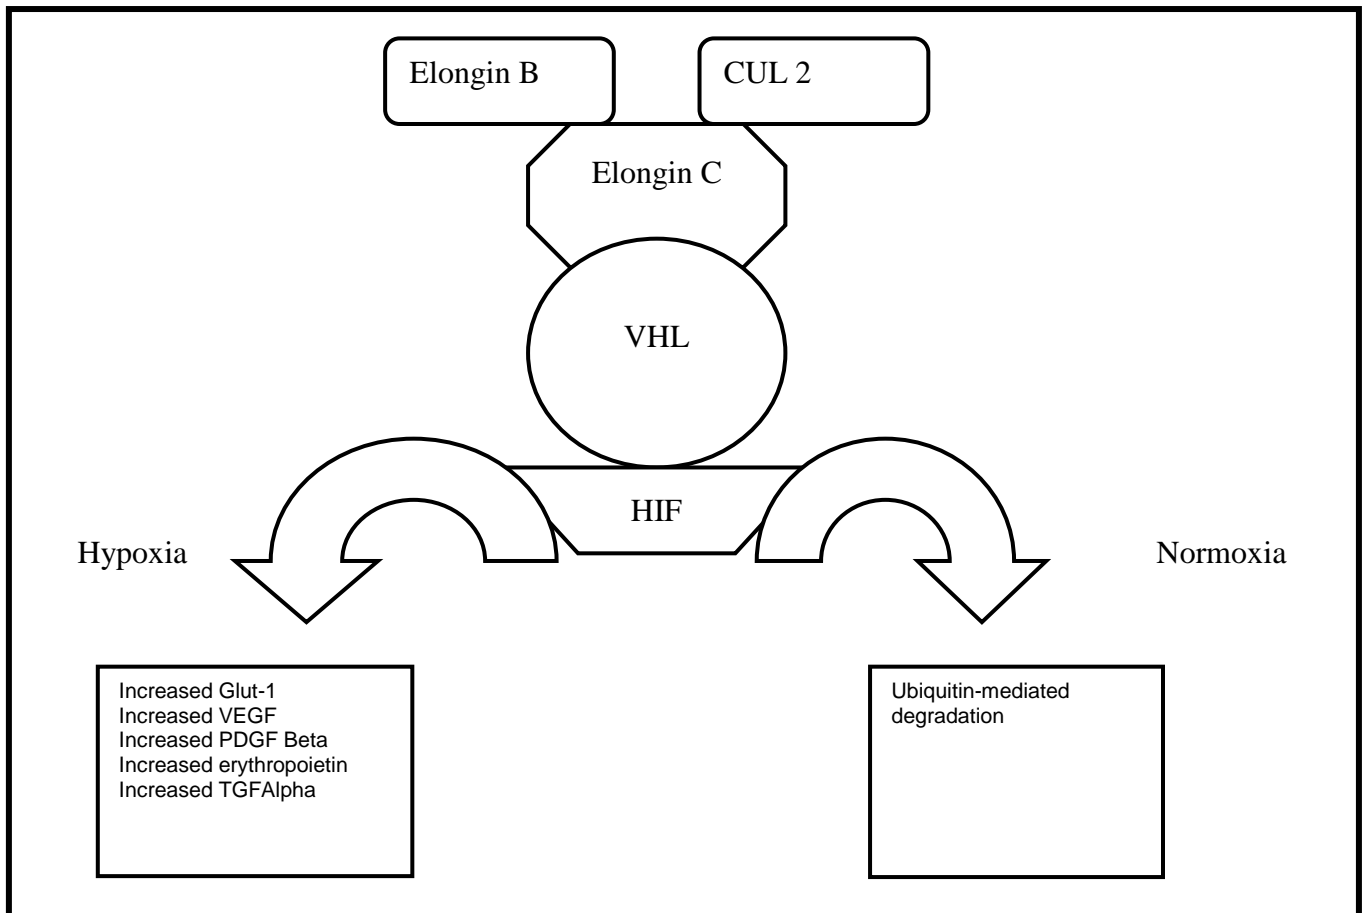 Elongin B
CUL 2
Elongin C
VHL
HIF
Hypoxia
Normoxia
Increased Glut-1
Increased VEGF
Increased PDGF Beta
Increased erythropoietin
Increased TGFAlpha
Ubiquitin-mediated
degradation